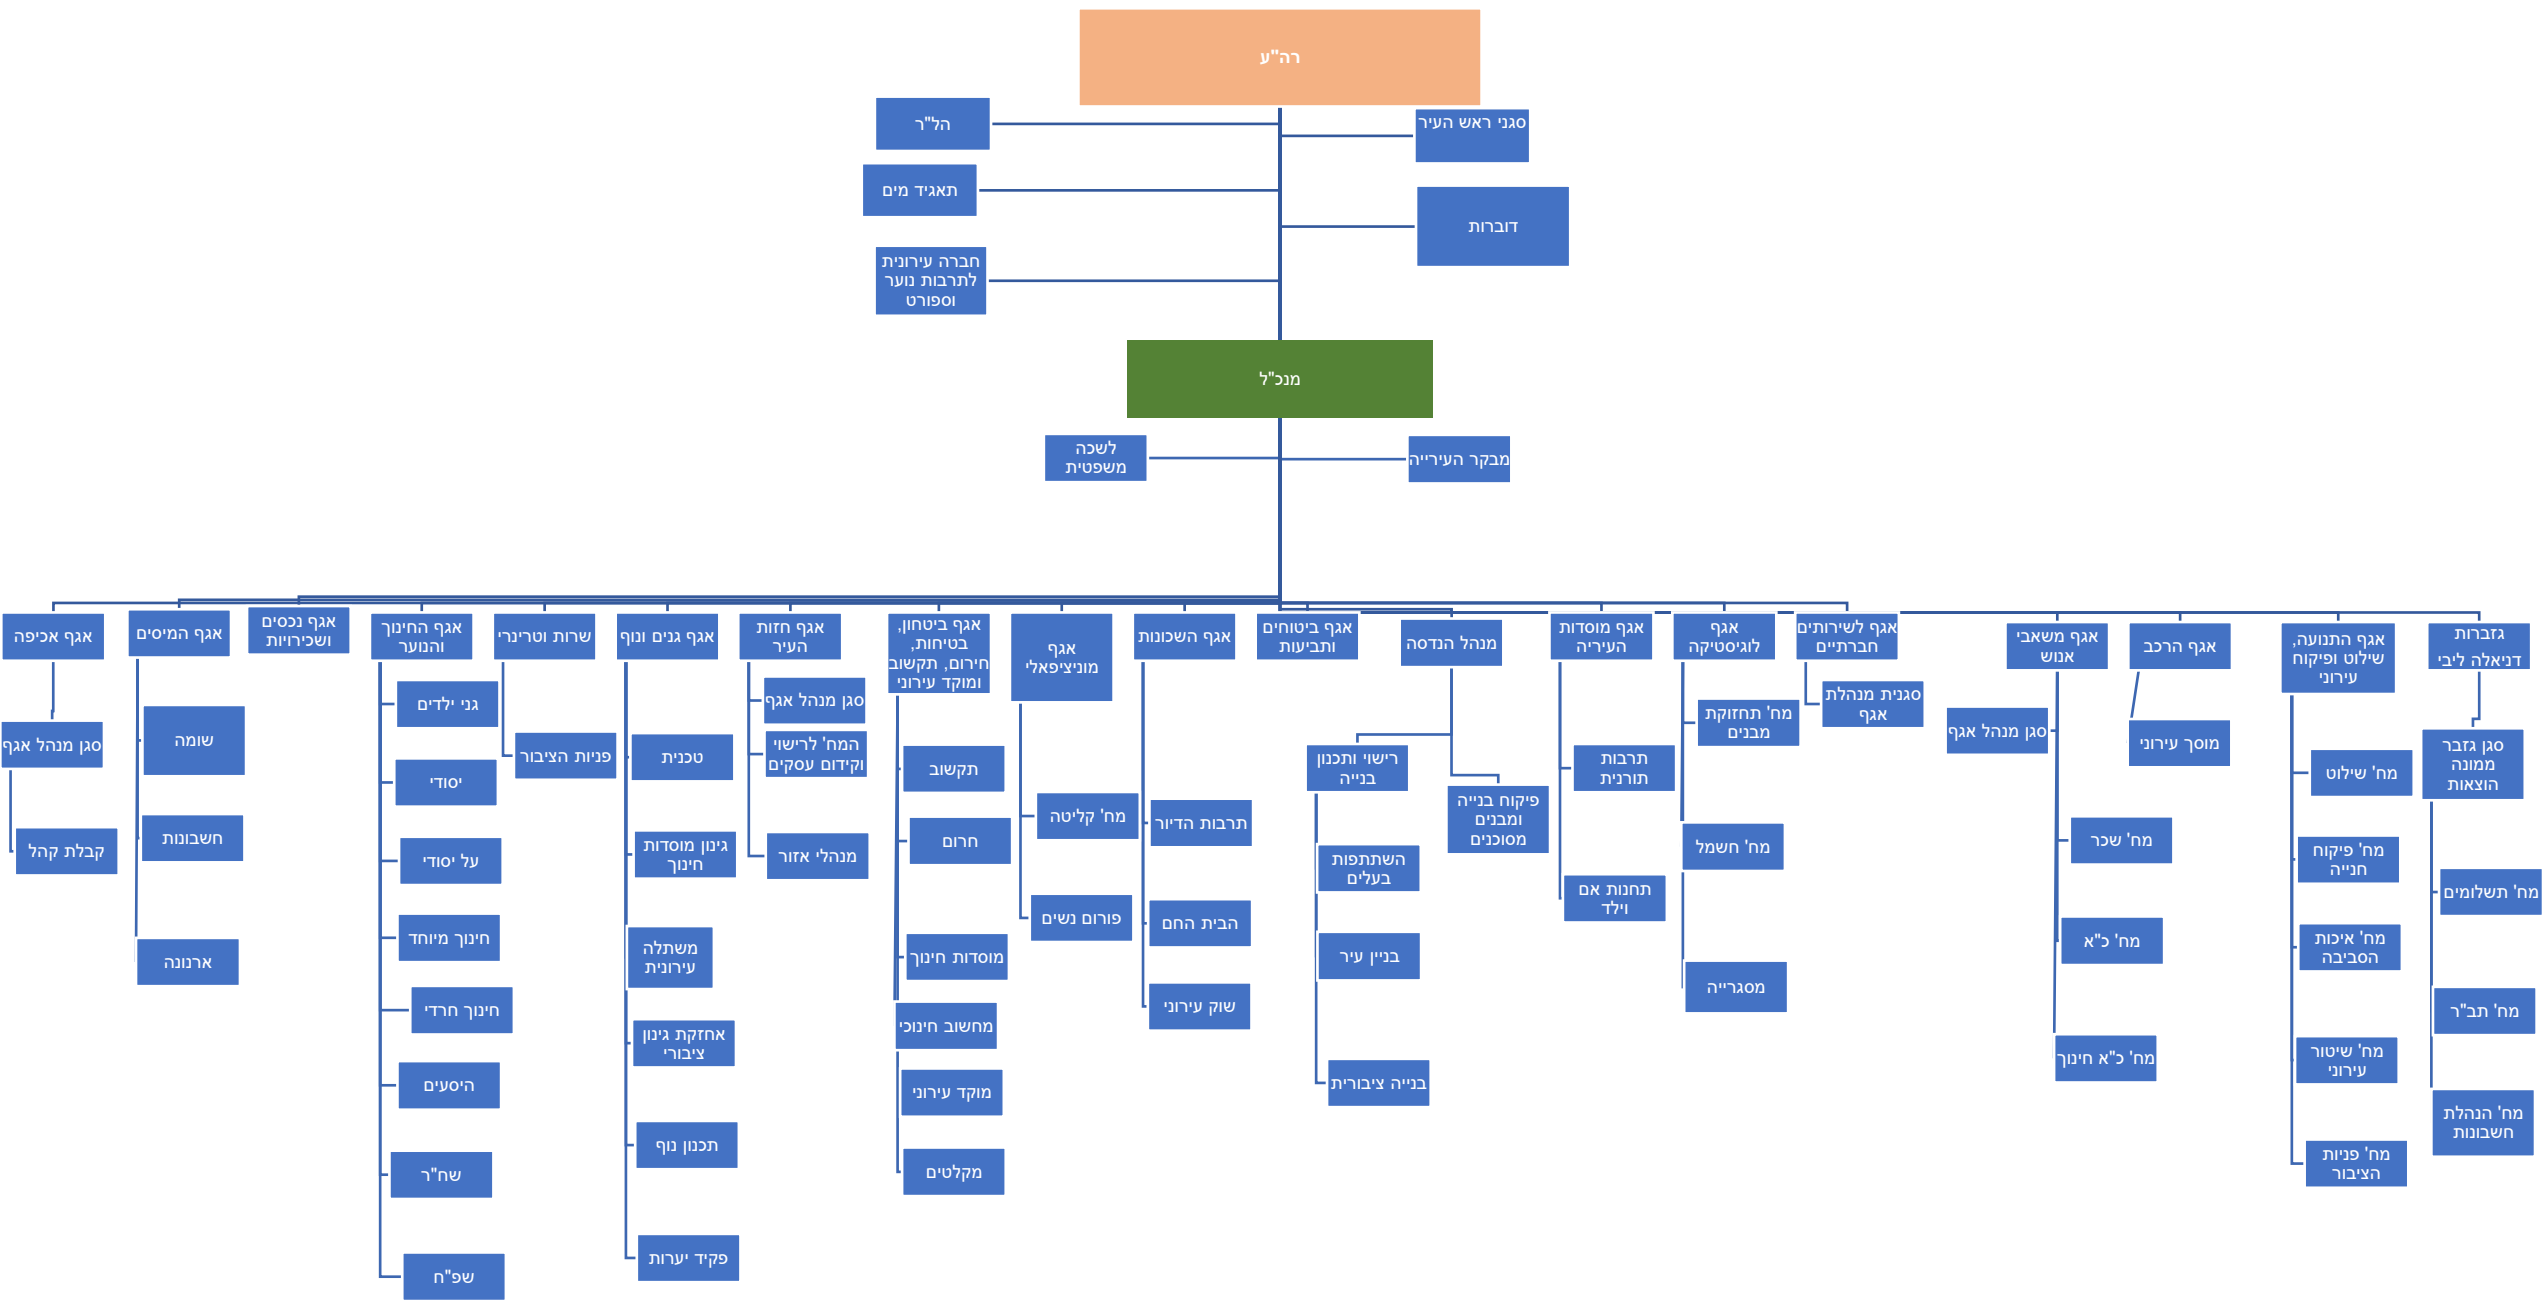 רה"ע
סגני ראש העיר
הל"ר
תאגיד מים
דוברות
חברה עירונית
לתרבות נוער
וספורט
מנכ"ל
מבקר העירייה
לשכה
משפטית
גזברות
דניאלה ליבי
סגן גזבר
ממונה
הוצאות
מח' תשלומים
מח' תב"ר
מח' הנהלת
חשבונות
אגף התנועה,
שילוט ופיקוח
עירוני
מח' שילוט
מח' פיקוח
חנייה
מח' איכות
הסביבה
מח' שיטור
עירוני
מח' פניות
הציבור
אגף הרכב
מוסך עירוני
אגף משאבי
אנוש
סגן מנהל אגף
מח' שכר
מח' כ"א
מח' כ"א חינוך
אגף לשירותים
חברתיים
סגנית מנהלת
אגף
אגף
לוגיסטיקה
מח' תחזוקת
מבנים
מח' חשמל
מסגרייה
אגף מוסדות
העיריה
תרבות
תורנית
תחנות אם
וילד
מנהל הנדסה
רישוי ותכנון
בנייה
פיקוח בנייה
ומבנים
מסוכנים
השתתפות
בעלים
בניין עיר
בנייה ציבורית
אגף ביטוחים
ותביעות
אגף השכונות
תרבות הדיור
הבית החם
שוק עירוני
אגף
מוניציפאלי
מח' קליטה
פורום נשים
אגף ביטחון,
בטיחות,
חירום, תקשוב
ומוקד עירוני
תקשוב
חרום
מוסדות חינוך
מחשוב חינוכי
מוקד עירוני
מקלטים
אגף חזות
העיר
סגן מנהל אגף
המח' לרישוי
וקידום עסקים
מנהלי אזור
אגף גנים ונוף
טכנית
גינון מוסדות
חינוך
משתלה
עירונית
אחזקת גינון
ציבורי
תכנון נוף
פקיד יערות
שרות וטרינרי
פניות הציבור
אגף החינוך
והנוער
גני ילדים
יסודי
על יסודי
חינוך מיוחד
חינוך חרדי
היסעים
שח"ר
שפ"ח
אגף נכסים
ושכירויות
אגף המיסים
שומה
חשבונות
ארנונה
אגף אכיפה
סגן מנהל אגף
קבלת קהל